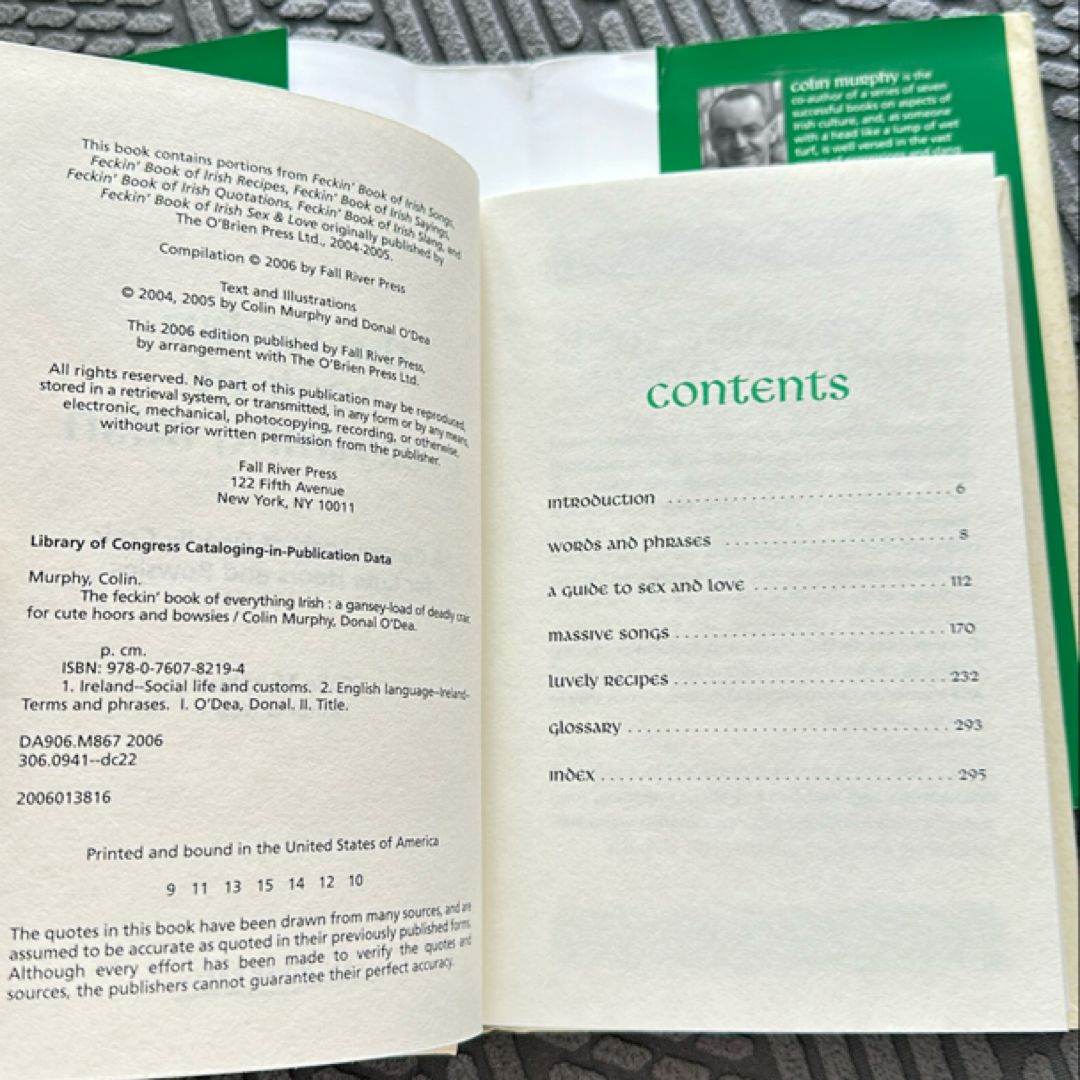 This book contains portions from Feckin' Book of Irish Songs,
Feckin' Book of Irish Recipes, Feckin' Book of Irish Sayings,
Feckin' Book of Irish Quotations, Feckin' Book of Irish Slang, and
Feckin' Book of Irish Sex & Love originally published by
The O'Brien Press Ltd., 2004-2005.
Compilation © 2006 by Fall River Press
Text and Illustrations
© 2004, 2005 by Colin Murphy and Donal O'Dea
This 2006 edition published by Fall River Press,
by arrangement with The O'Brien Press Ltd.
All rights reserved. No part of this publication may be reproduced,
stored in a retrieval system, or transmitted, in any form or by any means,
electronic, mechanical, photocopying, recording, or otherwise,
without prior written permission from the publisher.
Fall River Press
122 Fifth Avenue
New York, NY 10011
Library of Congress Cataloging-in-Publication Data
Murphy, Colin.
The feckin' book of everything Irish : a gansey-load of deadly craic
for cute hoors and bowsies / Colin Murphy, Donal O'Dea.
p. cm.
ISBN: 978-0-7607-8219-4
1. Ireland--Social life and customs. 2. English language--Ireland--
Terms and phrases. I. O'Dea, Donal. II. Title.
DA906.M867 2006
306.0941--dc22
2006013816
Printed and bound in the United States of America
9 11 13 15 14 12 10
The quotes in this book have been drawn from many sources, and are
assumed to be accurate as quoted in their previously published forms.
Although every effort has been made to verify the quotes and
sources, the publishers cannot guarantee their perfect accuracy.
colin murphy is the
co-author of a series of seven
successful books on aspects of
Irish culture, and, as someone
with a head like a lump of wet
turf, is well versed in the vast
contents
introduction .......... 6
words and phrases .......... 8
a guide to sex and love .......... 112
massive songs .......... 170
luvely recipes .......... 232
glossary .......... 293
index .......... 295